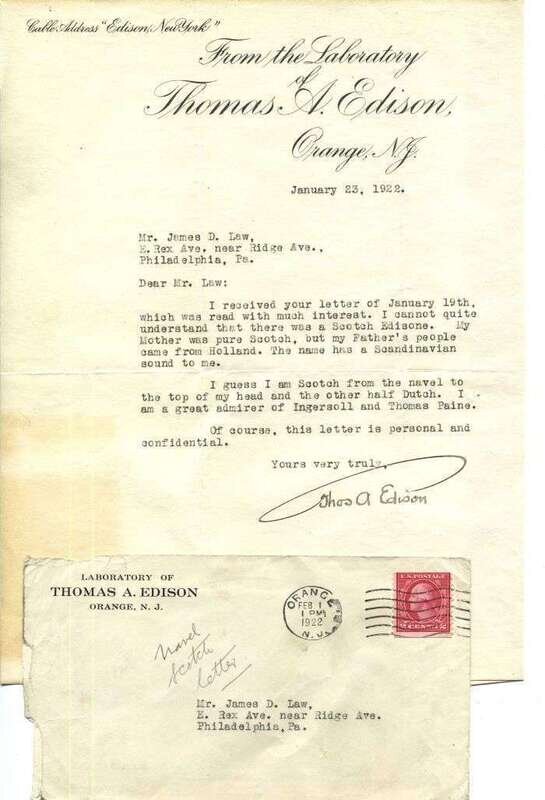 Cable Address "Edison, New York"
From the Laboratory
of
Thomas A. Edison,
Orange, N.J.
January 23, 1922.
Mr. James D. Law,
E. Rex Ave. near Ridge Ave.,
Philadelphia, Pa.
Dear Mr. Law:
I received your letter of January 19th,
which was read with much interest. I cannot quite
understand that there was a Scotch Edisone. My
Mother was pure Scotch, but my Father's people
came from Holland. The name has a Scandinavian
sound to me.
I guess I am Scotch from the navel to
the top of my head and the other half Dutch. I
am a great admirer of Ingersoll and Thomas Paine.
Of course, this letter is personal and
confidential.
Yours very truly,
Thos A Edison
LABORATORY OF
THOMAS A. EDISON
ORANGE, N. J.
ORANGE
FEB 1
1 PM
1922
N.J.
U.S. POSTAGE
2 CENTS 2
Navel
Scotch
Letter
Mr. James D. Law,
E. Rex Ave. near Ridge Ave.
Philadelphia, Pa.